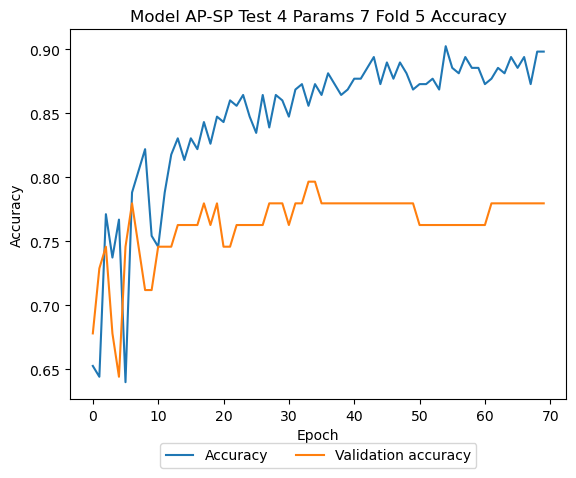 Model AP-SP Test 4 Params 7 Fold 5 Accuracy
0.90
0.85
0.80
0.75
0.70
0.65
Accuracy
0 10 20 30 40 50 60 70
Epoch
Accuracy Validation accuracy